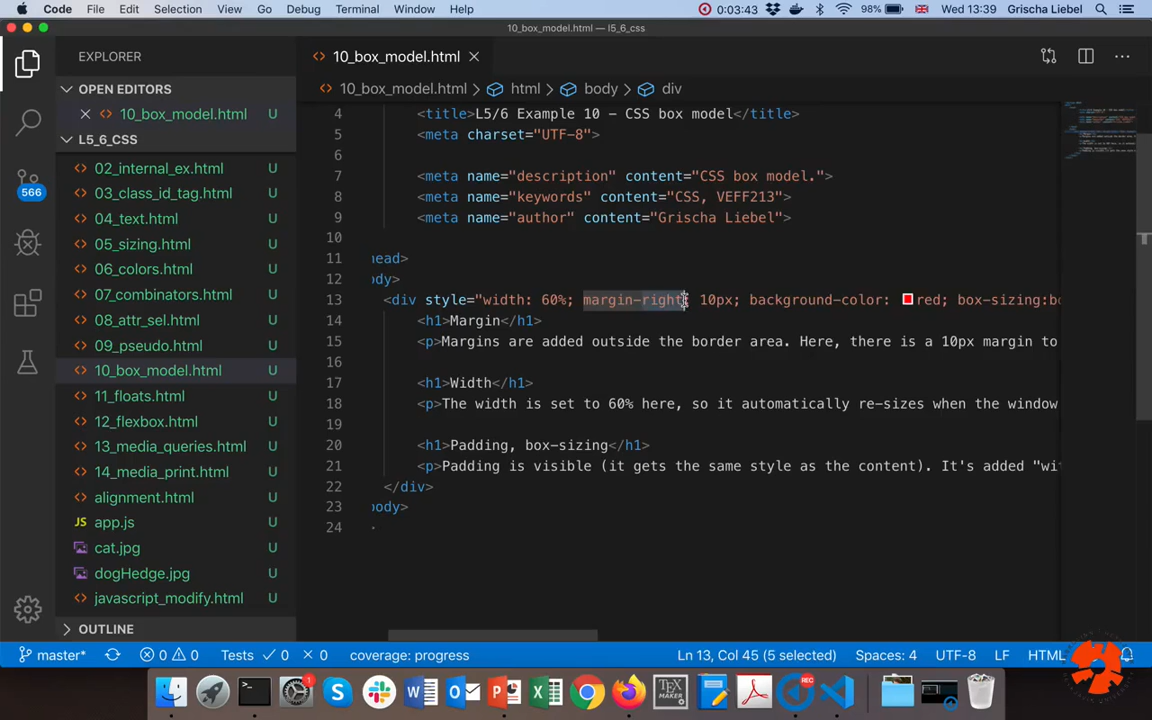 Code File Edit Selection View Go Debug Terminal Window Help 0:03:43 98% Wed 13:39 Grischa Liebel
10_box_model.html — l5_6_css
EXPLORER
OPEN EDITORS
10_box_model.html U
L5_6_CSS
02_internal_ex.html U
03_class_id_tag.html U
04_text.html U
05_sizing.html U
06_colors.html U
07_combinators.html U
08_attr_sel.html U
09_pseudo.html U
10_box_model.html U
11_floats.html U
12_flexbox.html U
13_media_queries.html U
14_media_print.html U
alignment.html U
JS app.js U
cat.jpg U
dogHedge.jpg U
javascript_modify.html U
OUTLINE
566
10_box_model.html
10_box_model.html > html > body > div
4 <title>L5/6 Example 10 – CSS box model</title>
5 <meta charset="UTF-8">
6
7 <meta name="description" content="CSS box model.">
8 <meta name="keywords" content="CSS, VEFF213">
9 <meta name="author" content="Grischa Liebel">
10
11 head>
12 ody>
13 <div style="width: 60%; margin-right: 10px; background-color: red; box-sizing:bo
14 <h1>Margin</h1>
15 <p>Margins are added outside the border area. Here, there is a 10px margin to
16
17 <h1>Width</h1>
18 <p>The width is set to 60% here, so it automatically re-sizes when the window
19
20 <h1>Padding, box-sizing</h1>
21 <p>Padding is visible (it gets the same style as the content). It's added "wi
22 </div>
23 body>
24
master* 0 0 Tests 0 0 coverage: progress Ln 13, Col 45 (5 selected) Spaces: 4 UTF-8 LF HTML
1
REC
TEX
MAKER